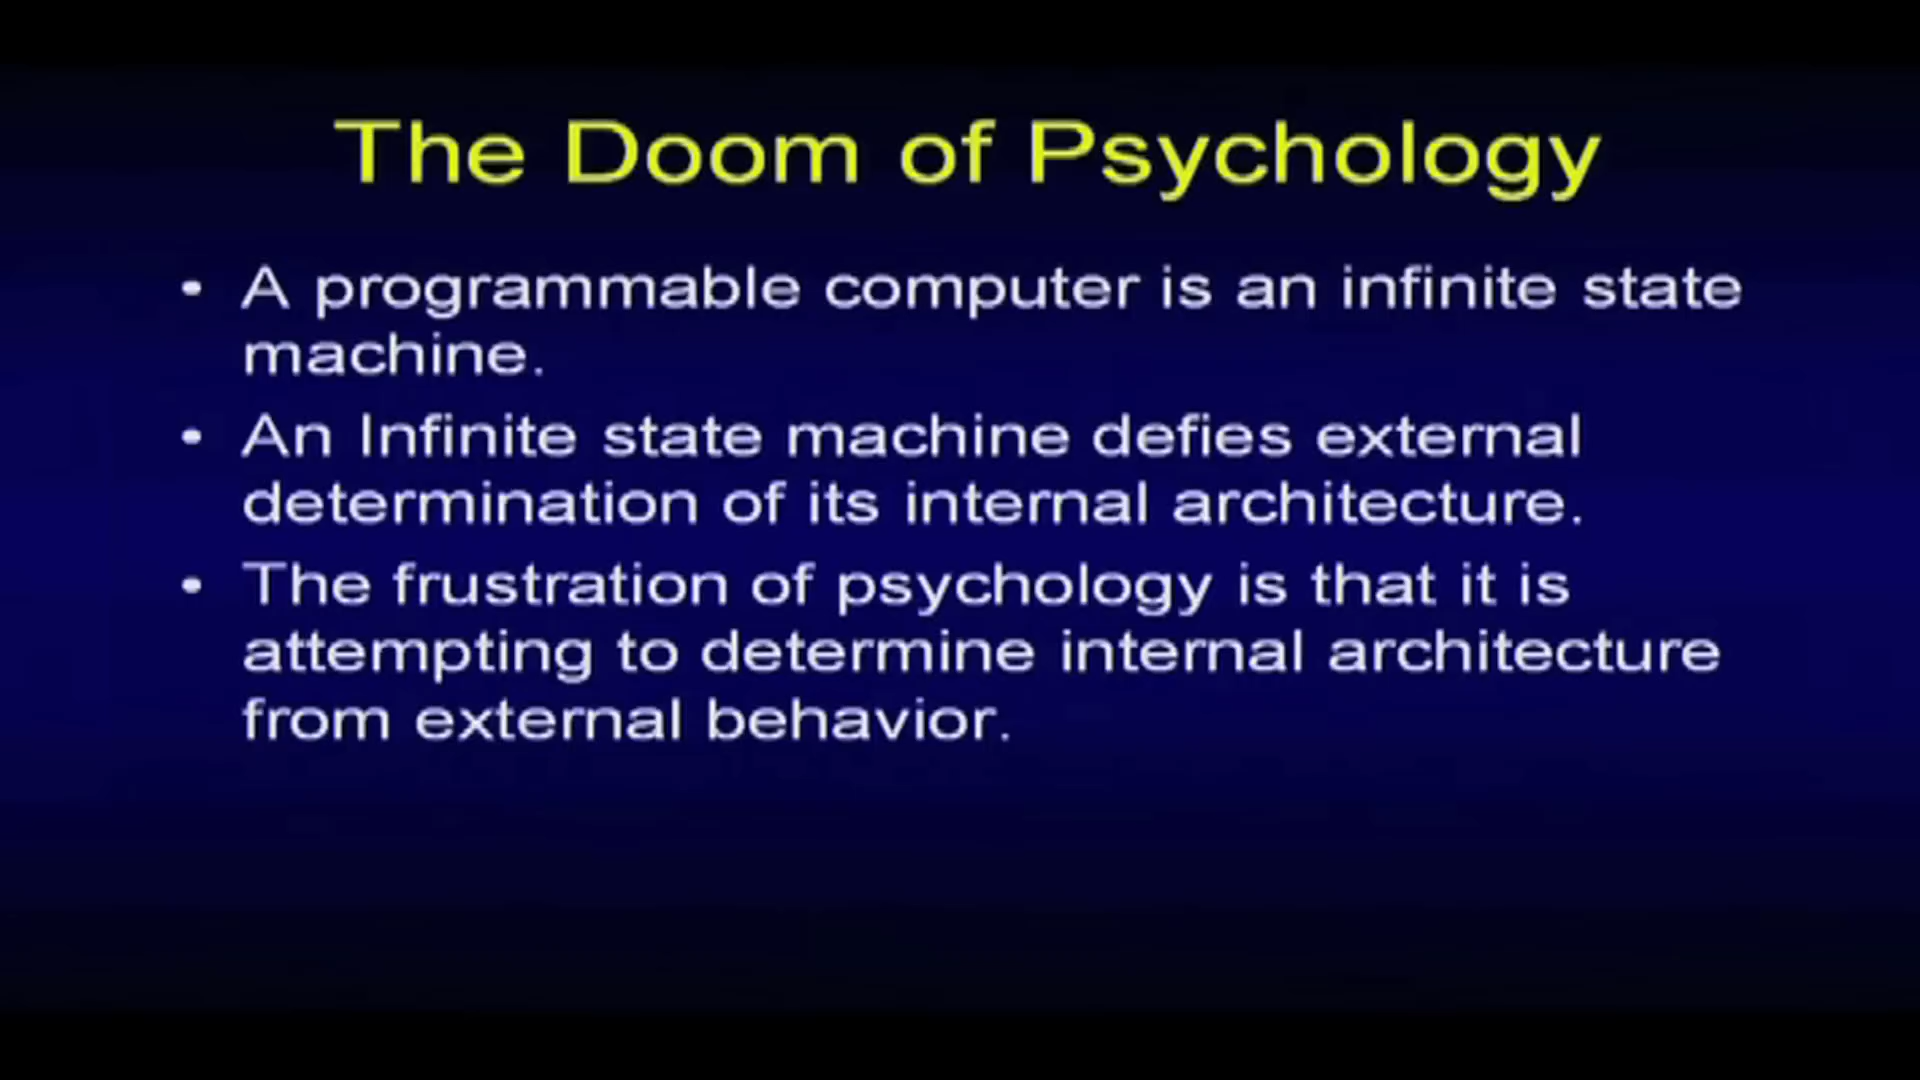 The Doom of Psychology
• A programmable computer is an infinite state
machine.
• An Infinite state machine defies external
determination of its internal architecture.
• The frustration of psychology is that it is
attempting to determine internal architecture
from external behavior.